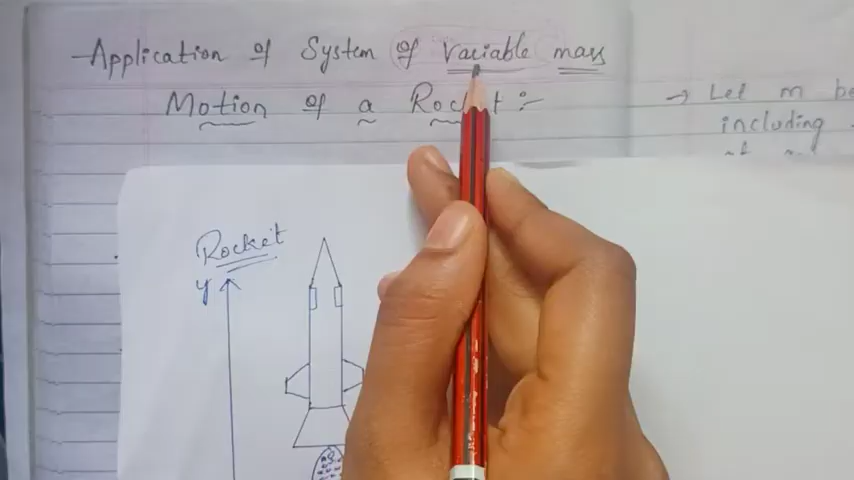 Application of System of Variable mass
Motion of a Rocket :-
→ Let m be
including
Rocket
y